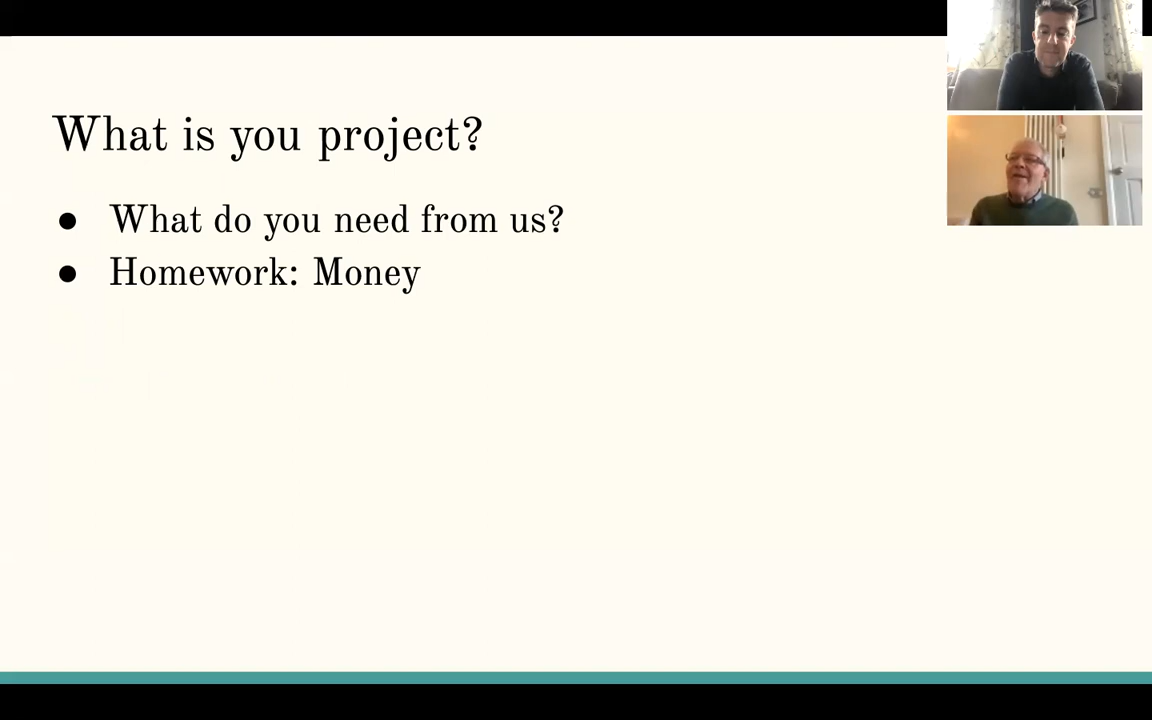 What is you project?
● What do you need from us?
● Homework: Money